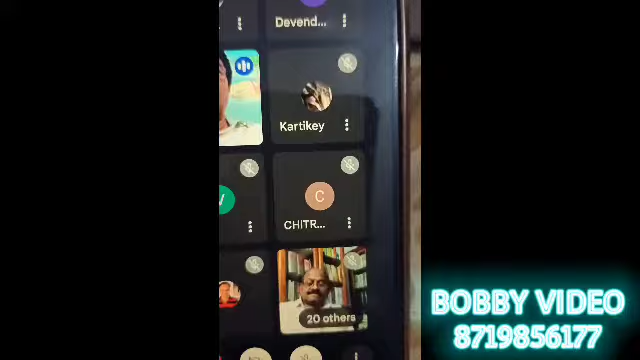 Devend...
Kartikey
V
C
CHITR...
20 others
BOBBY VIDEO
8719856177